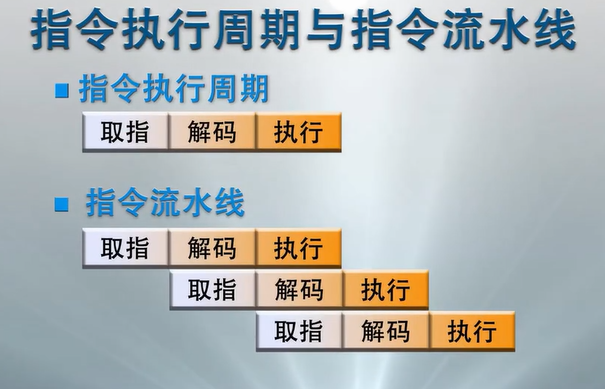 指令执行周期与指令流水线
指令执行周期
取指 解码 执行
指令流水线
取指 解码 执行
取指 解码 执行
取指 解码 执行